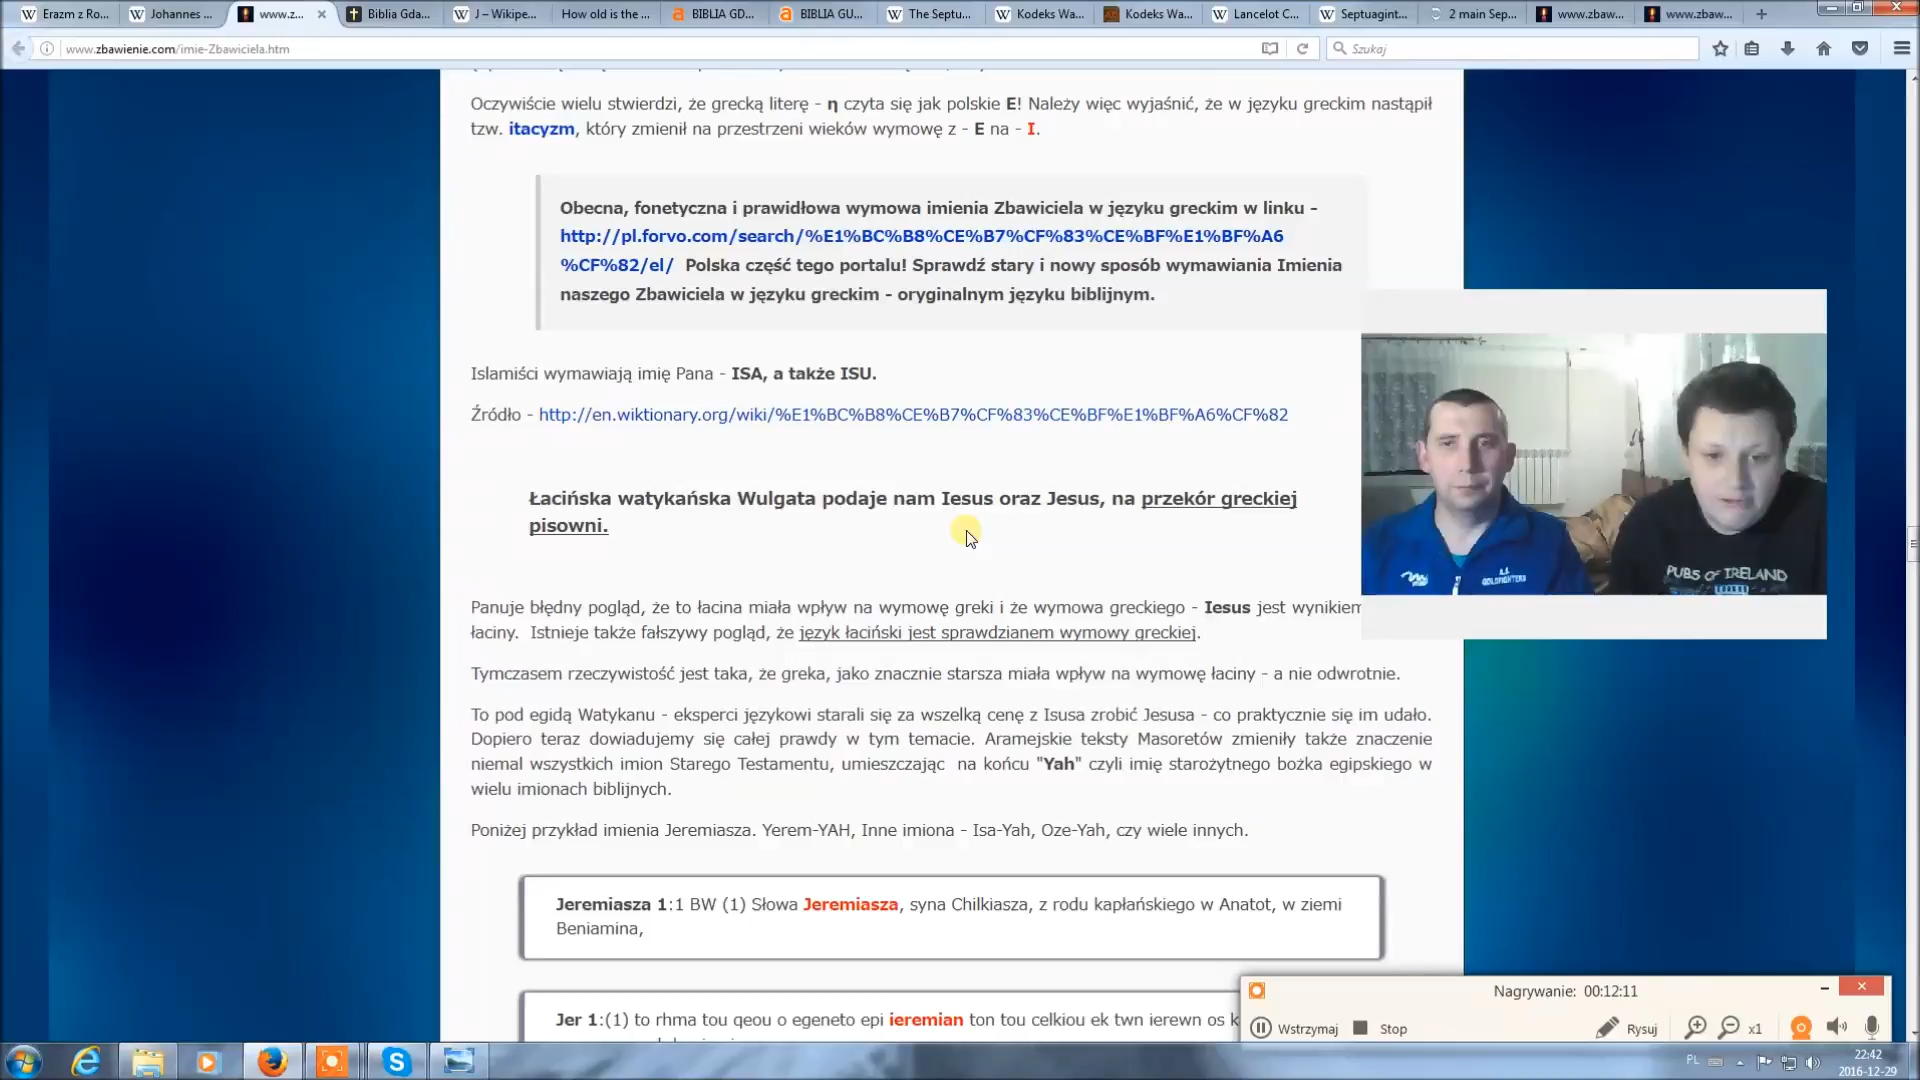 Erazm z Ro...
Johannes ...
www.z...
Biblia Gda...
J – Wikipe...
How old is the ...
BIBLIA GD...
BIBLIA GU...
The Septu...
Kodeks Wa...
Kodeks Wa...
Lancelot C...
Septuagint...
2 main Sep...
www.zbaw...
www.zbaw...
www.zbawienie.com/imie-Zbawiciela.htm
Szukaj
Oczywiście wielu stwierdzi, że grecką literę - η czyta się jak polskie E! Należy więc wyjaśnić, że w języku greckim nastąpił
tzw. itacyzm, który zmienił na przestrzeni wieków wymowę z - E na - I.
Obecna, fonetyczna i prawidłowa wymowa imienia Zbawiciela w języku greckim w linku -
http://pl.forvo.com/search/%E1%BC%B8%CE%B7%CF%83%CE%BF%E1%BF%A6
%CF%82/el/ Polska część tego portalu! Sprawdź stary i nowy sposób wymawiania Imienia
naszego Zbawiciela w języku greckim - oryginalnym języku biblijnym.
Islamiści wymawiają imię Pana - ISA, a także ISU.
Źródło - http://en.wiktionary.org/wiki/%E1%BC%B8%CE%B7%CF%83%CE%BF%E1%BF%A6%CF%82
Łacińska watykańska Wulgata podaje nam Iesus oraz Jesus, na przekór greckiej
pisowni.
PUBS OF IRELAND
GOLDFIGHTERS
Panuje błędny pogląd, że to łacina miała wpływ na wymowę greki i że wymowa greckiego - Iesus jest wynikiem
łaciny. Istnieje także fałszywy pogląd, że język łaciński jest sprawdzianem wymowy greckiej.
Tymczasem rzeczywistość jest taka, że greka, jako znacznie starsza miała wpływ na wymowę łaciny - a nie odwrotnie.
To pod egidą Watykanu - eksperci językowi starali się za wszelką cenę z Isusa zrobić Jesusa - co praktycznie się im udało.
Dopiero teraz dowiadujemy się całej prawdy w tym temacie. Aramejskie teksty Masoretów zmieniły także znaczenie
niemal wszystkich imion Starego Testamentu, umieszczając na końcu "Yah" czyli imię starożytnego bożka egipskiego w
wielu imionach biblijnych.
Poniżej przykład imienia Jeremiasza. Yerem-YAH, Inne imiona - Isa-Yah, Oze-Yah, czy wiele innych.
Jeremiasza 1:1 BW (1) Słowa Jeremiasza, syna Chilkiasza, z rodu kapłańskiego w Anatot, w ziemi
Beniamina,
Jer 1:(1) to rhma tou qeou o egeneto epi ieremian ton tou celkiou ek twn ierewn os k
Nagrywanie: 00:12:11
Wstrzymaj
Stop
Rysuj
x1
PL
22:42
2016-12-29